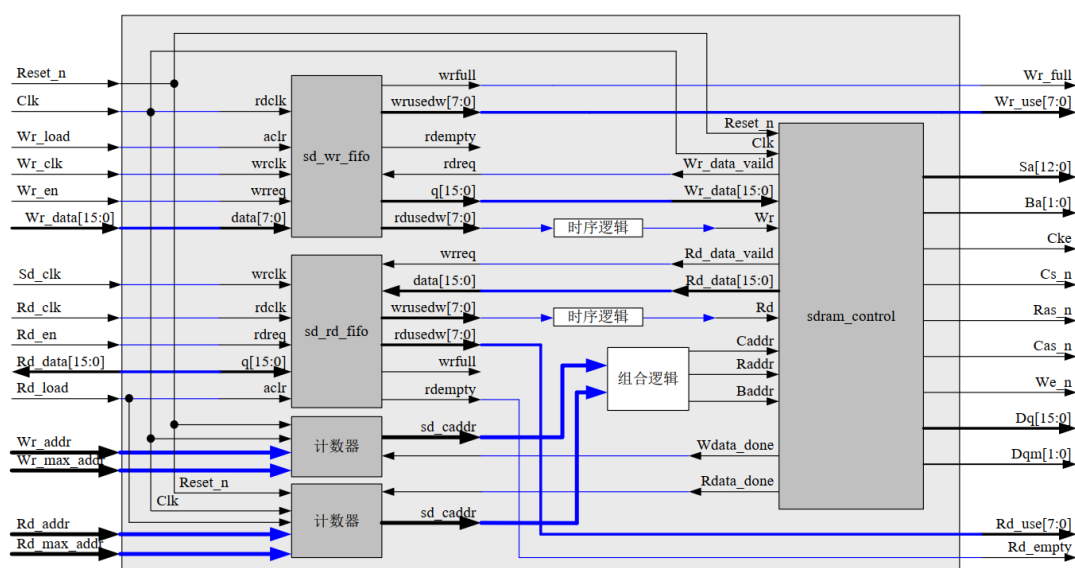 Reset_n
Clk
Wr_load
Wr_clk
Wr_en
Wr_data[15:0]
Sd_clk
Rd_clk
Rd_en
Rd_data[15:0]
Rd_load
Wr_addr
Wr_max_addr
Rd_addr
Rd_max_addr
rdclk
aclr
wrclk
wrreq
data[7:0]
sd_wr_fifo
wrfull
wrusedw[7:0]
rdempty
rdreq
q[15:0]
rdusedw[7:0]
wrclk
rdclk
rdreq
q[15:0]
aclr
sd_rd_fifo
wrreq
data[15:0]
wrusedw[7:0]
rdusedw[7:0]
wrfull
rdempty
Reset_n
Clk
计数器
sd_caddr
计数器
sd_caddr
时序逻辑
时序逻辑
组合逻辑
Reset_n
Clk
Wr_data_vaild
Wr_data[15:0]
Wr
Rd_data_vaild
Rd_data[15:0]
Rd
Caddr
Raddr
Baddr
Wdata_done
Rdata_done
sdram_control
Wr_full
Wr_use[7:0]
Sa[12:0]
Ba[1:0]
Cke
Cs_n
Ras_n
Cas_n
We_n
Dq[15:0]
Dqm[1:0]
Rd_use[7:0]
Rd_empty